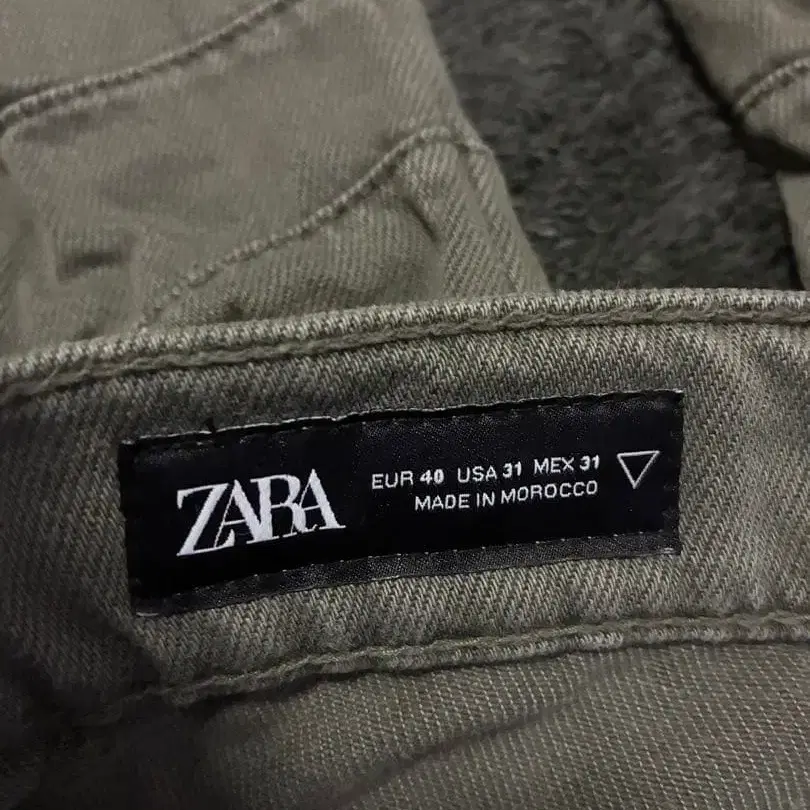 ZARA
EUR 40 USA 31 MEX 31
MADE IN MOROCCO